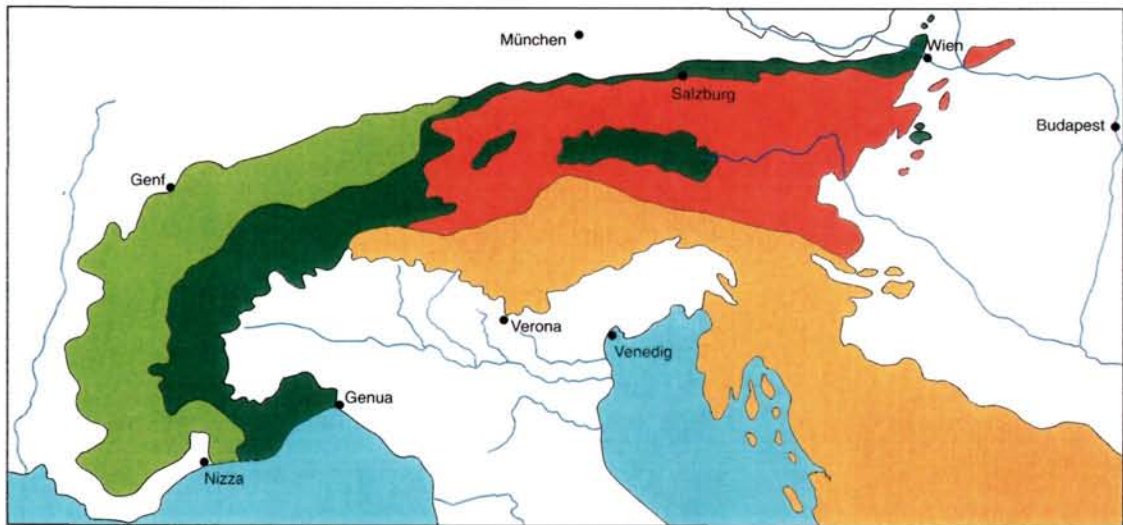 München
Wien
Salzburg
Budapest
Genf
Verona
Venedig
Genua
Nizza